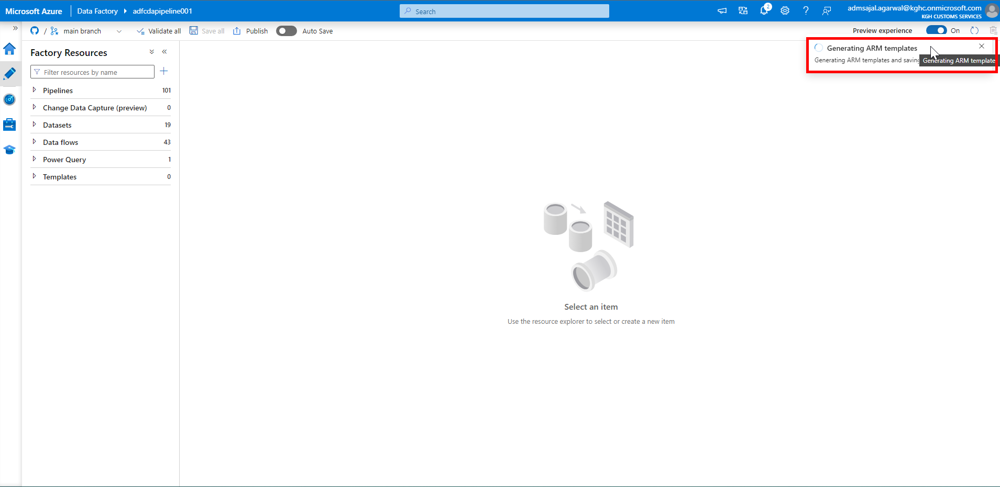 Microsoft Azure | Data Factory ▸ adfcdapipeline001
Search
2
admsajal.agarwal@kghc.onmicrosoft.com
KGH CUSTOMS SERVICES
/ main branch
Validate all
Save all
Publish
Auto Save
Preview experience
On
Factory Resources
Filter resources by name
Pipelines 101
Change Data Capture (preview) 0
Datasets 19
Data flows 43
Power Query 1
Templates 0
Generating ARM templates
Generating ARM templates and saving
Generating ARM template
Select an item
Use the resource explorer to select or create a new item